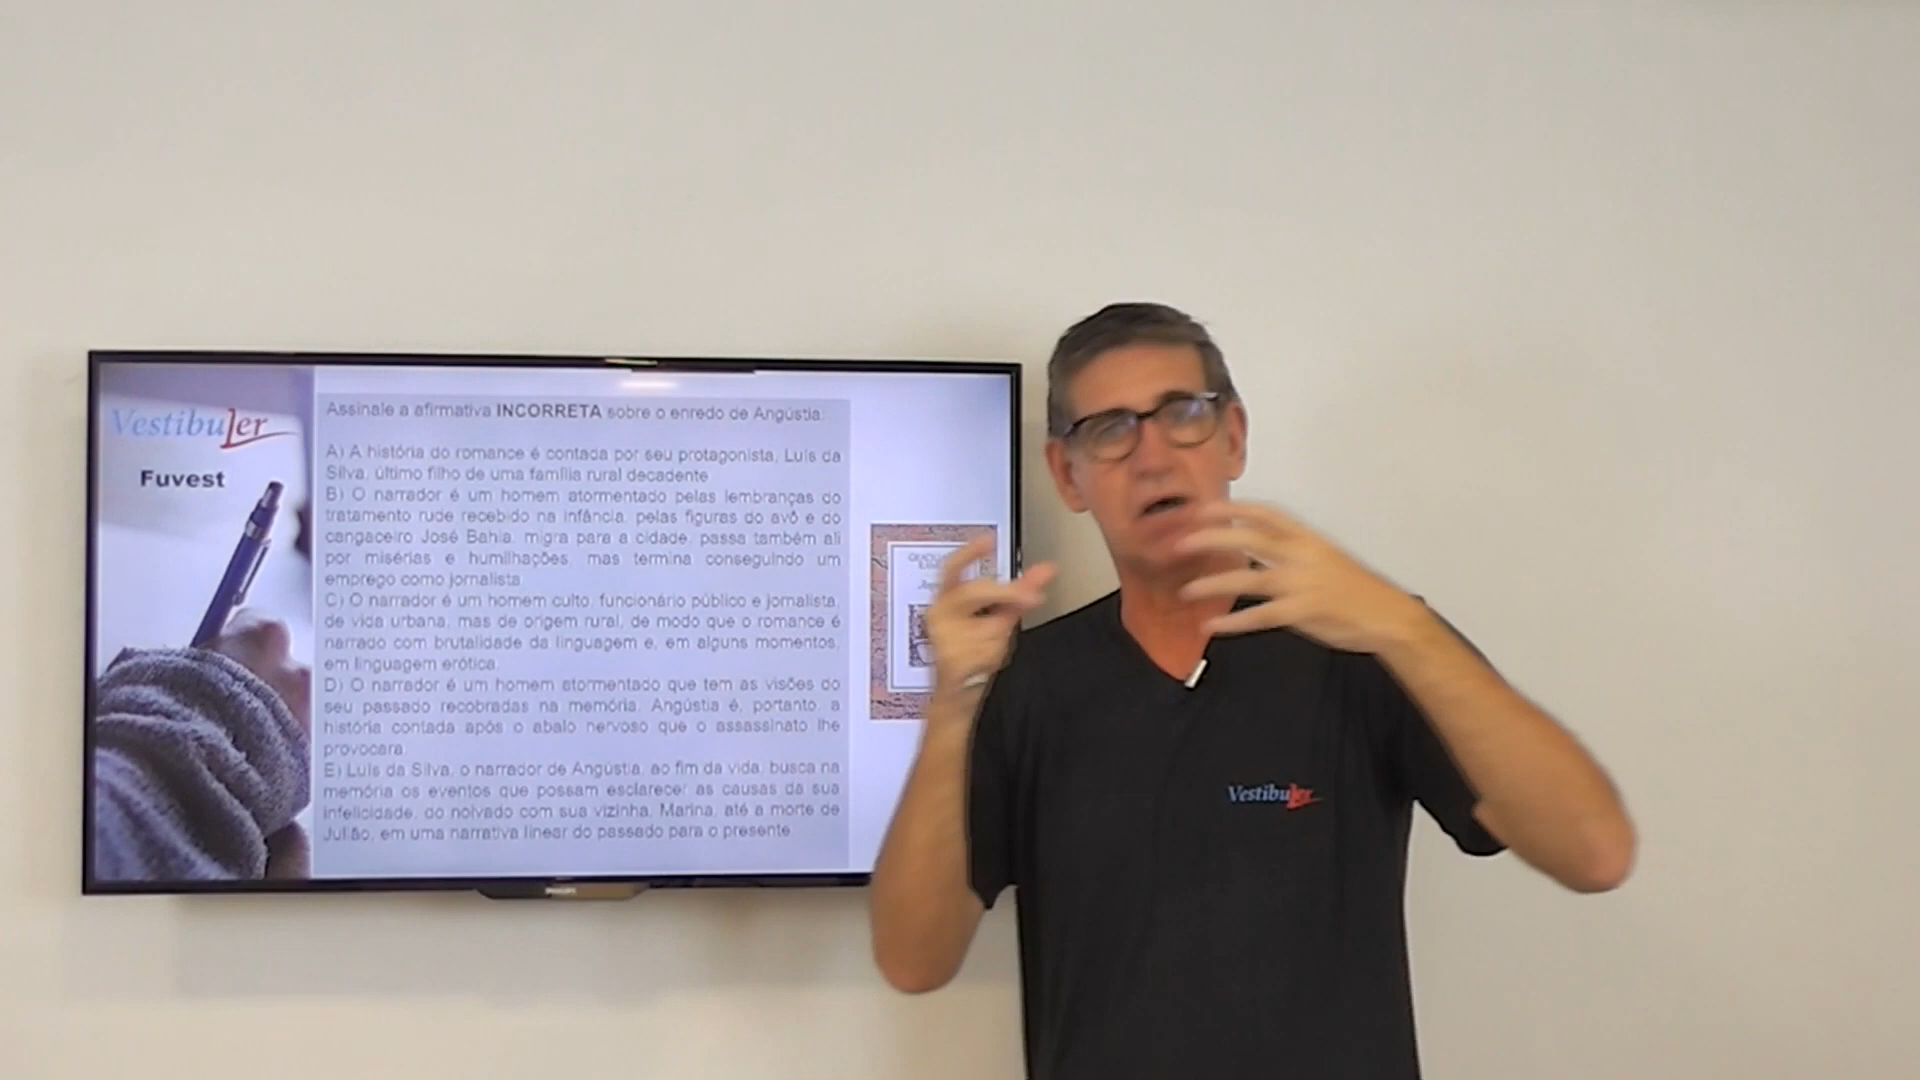 Vestibuler
Fuvest
Assinale a afirmativa INCORRETA sobre o enredo de Angústia:
A) A história do romance é contada por seu protagonista, Luís da
Silva, último filho de uma família rural decadente
B) O narrador é um homem atormentado pelas lembranças do
tratamento rude recebido na infância, pelas figuras do avô e do
cangaceiro José Bahia, migra para a cidade, passa também ali
por misérias e humilhações, mas termina conseguindo um
emprego como jornalista
C) O narrador é um homem culto, funcionário público e jornalista,
de vida urbana, mas de origem rural, de modo que o romance é
narrado com brutalidade da linguagem e, em alguns momentos,
em linguagem erótica.
D) O narrador é um homem atormentado que tem as visões do
seu passado recobradas na memória. Angústia é, portanto, a
história contada após o abalo nervoso que o assassinato lhe
provocara.
E) Luís da Silva, o narrador de Angústia, ao fim da vida, busca na
memória os eventos que possam esclarecer as causas da sua
infelicidade, do noivado com sua vizinha, Marina, até a morte de
Julião, em uma narrativa linear do passado para o presente
PHILIPS
Vestibuler